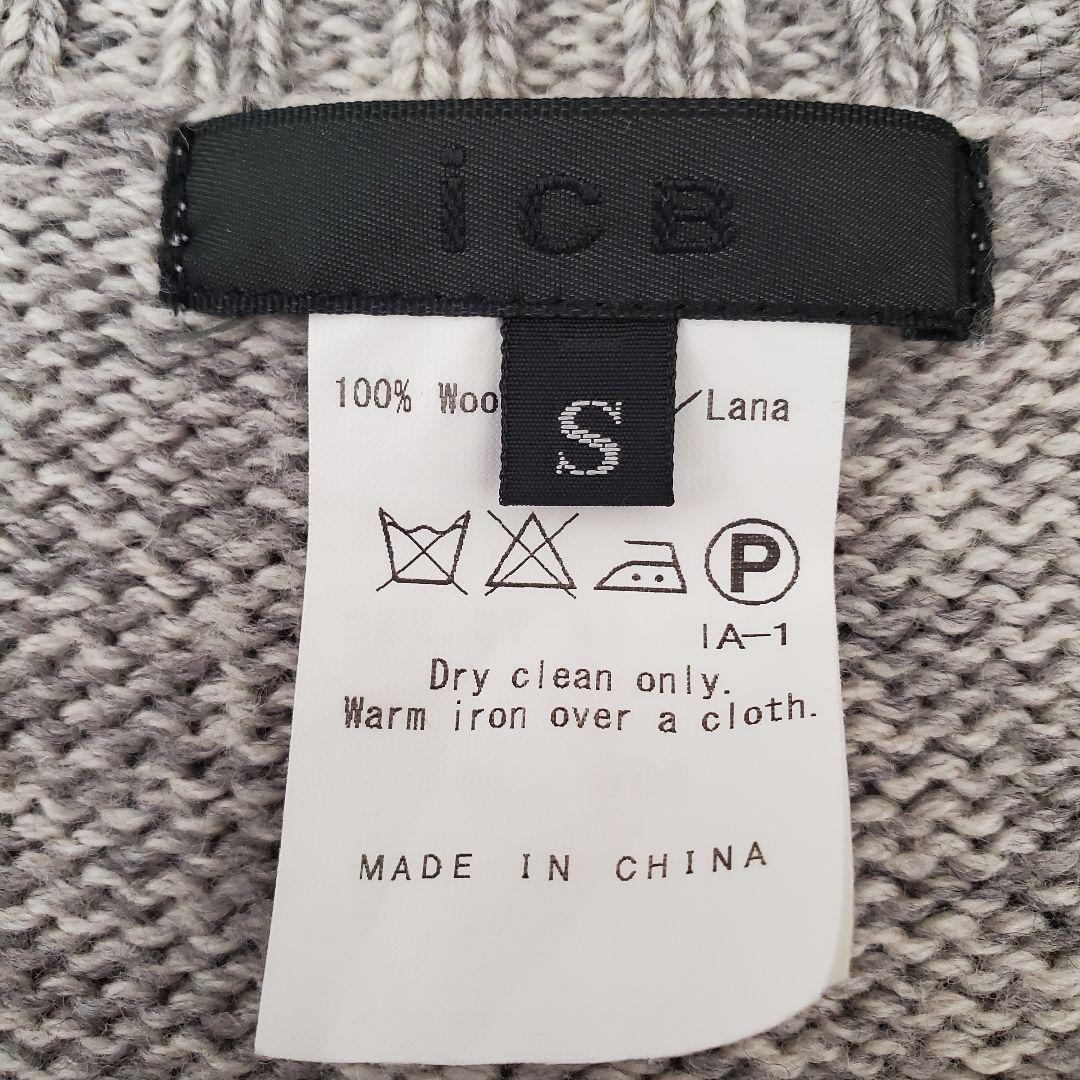 iCB
100% Woo /Lana
S
P
IA-1
Dry clean only.
Warm iron over a cloth.
MADE IN CHINA